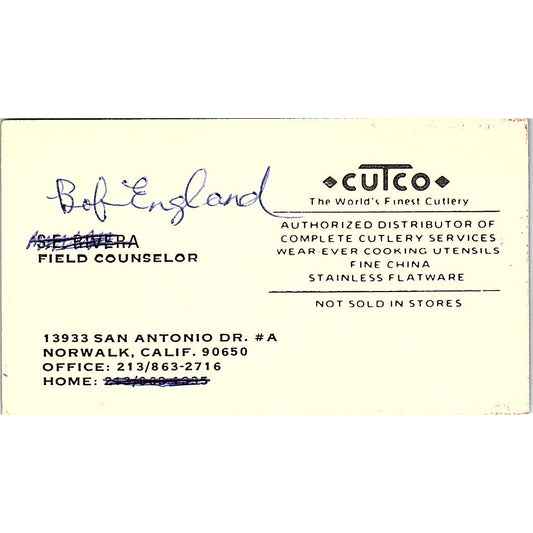 Bob England
RIVERA
FIELD COUNSELOR
13933 SAN ANTONIO DR. #A
NORWALK, CALIF. 90650
OFFICE: 213/863-2716
HOME:
CUTCO
The World's Finest Cutlery
AUTHORIZED DISTRIBUTOR OF
COMPLETE CUTLERY SERVICES
WEAR-EVER COOKING UTENSILS
FINE CHINA
STAINLESS FLATWARE
NOT SOLD IN STORES